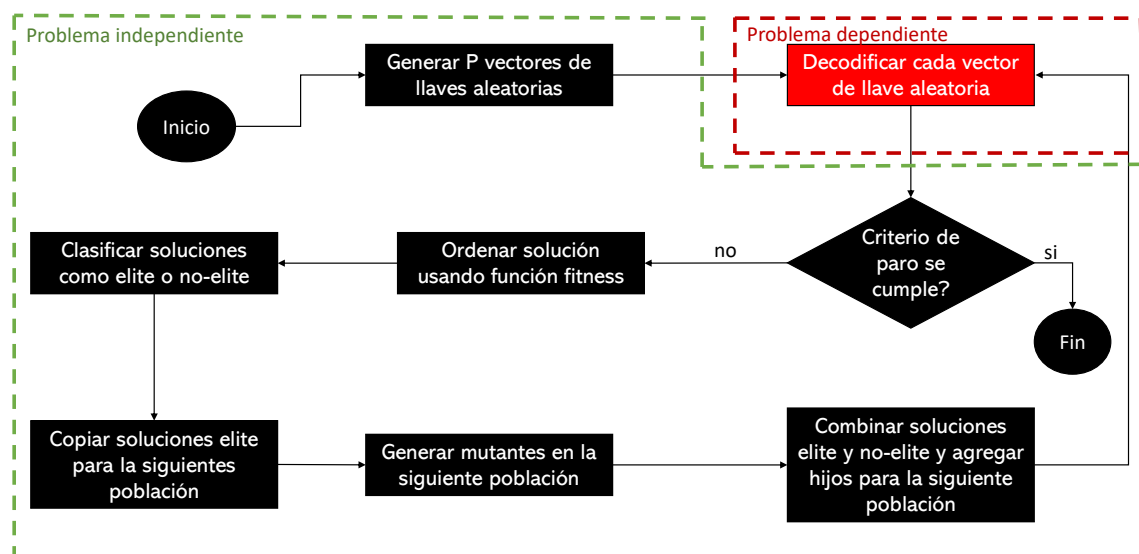 Problema independiente
Problema dependiente
Generar P vectores de
llaves aleatorias
Decodificar cada vector
de llave aleatoria
Inicio
Clasificar soluciones
como elite o no-elite
Ordenar solución
usando función fitness
no
Criterio de
paro se
cumple?
si
Fin
Copiar soluciones elite
para la siguientes
población
Generar mutantes en la
siguiente población
Combinar soluciones
elite y no-elite y agregar
hijos para la siguiente
población